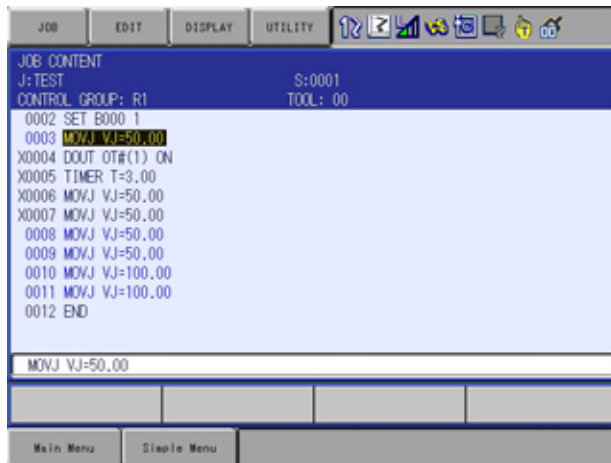 JOB EDIT DISPLAY UTILITY
JOB CONTENT
J:TEST S:0001
CONTROL GROUP: R1 TOOL: 00
0002 SET B000 1
0003 MOVJ VJ=50.00
X0004 DOUT OT#(1) ON
X0005 TIMER T=3.00
X0006 MOVJ VJ=50.00
X0007 MOVJ VJ=50.00
0008 MOVJ VJ=50.00
0009 MOVJ VJ=50.00
0010 MOVJ VJ=100.00
0011 MOVJ VJ=100.00
0012 END
MOVJ VJ=50.00
Main Menu Simple Menu